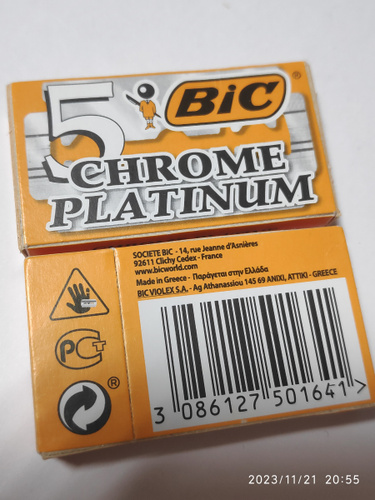 5 BiC ®
CHROME
PLATINUM
SOCIETE BiC - 14, rue Jeanne d'Asnières
92611 Clichy Cedex - France
www.bicworld.com
Made in Greece - Παράγεται στην Ελλάδα
BIC VIOLEX S.A. - Ag Athanassiou 145 69 ANIXI, ATTIKI - GREECE
PCT
®
3 086127 501641 >
2023/11/21 20:55